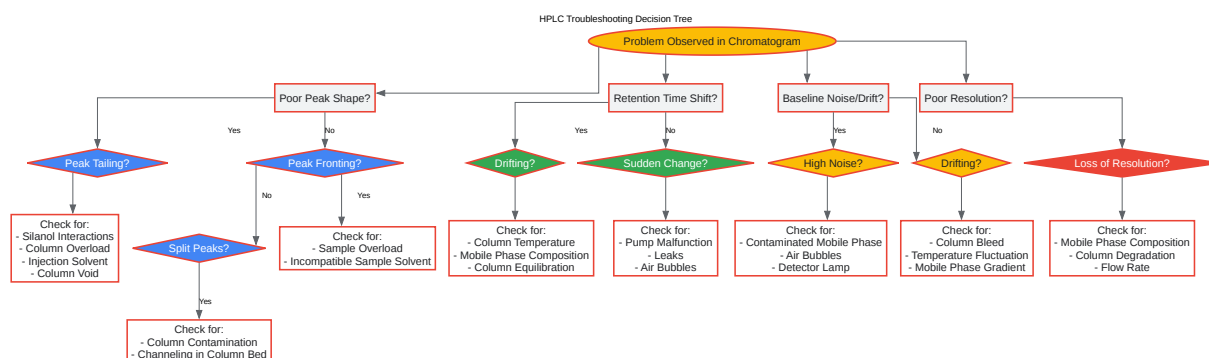 HPLC Troubleshooting Decision Tree
Problem Observed in Chromatogram
Poor Peak Shape?
Retention Time Shift?
Baseline Noise/Drift?
Poor Resolution?
Yes
No
Yes
No
Yes
No
Peak Tailing?
Peak Fronting?
Drifting?
Sudden Change?
High Noise?
Drifting?
Loss of Resolution?
No
Yes
Check for:
- Silanol Interactions
- Column Overload
- Injection Solvent
- Column Void
Split Peaks?
Check for:
- Sample Overload
- Incompatible Sample Solvent
Check for:
- Column Temperature
- Mobile Phase Composition
- Column Equilibration
Check for:
- Pump Malfunction
- Leaks
- Air Bubbles
Check for:
- Contaminated Mobile Phase
- Air Bubbles
- Detector Lamp
Check for:
- Column Bleed
- Temperature Fluctuation
- Mobile Phase Gradient
Check for:
- Mobile Phase Composition
- Column Degradation
- Flow Rate
Yes
Check for:
- Column Contamination
- Channeling in Column Bed